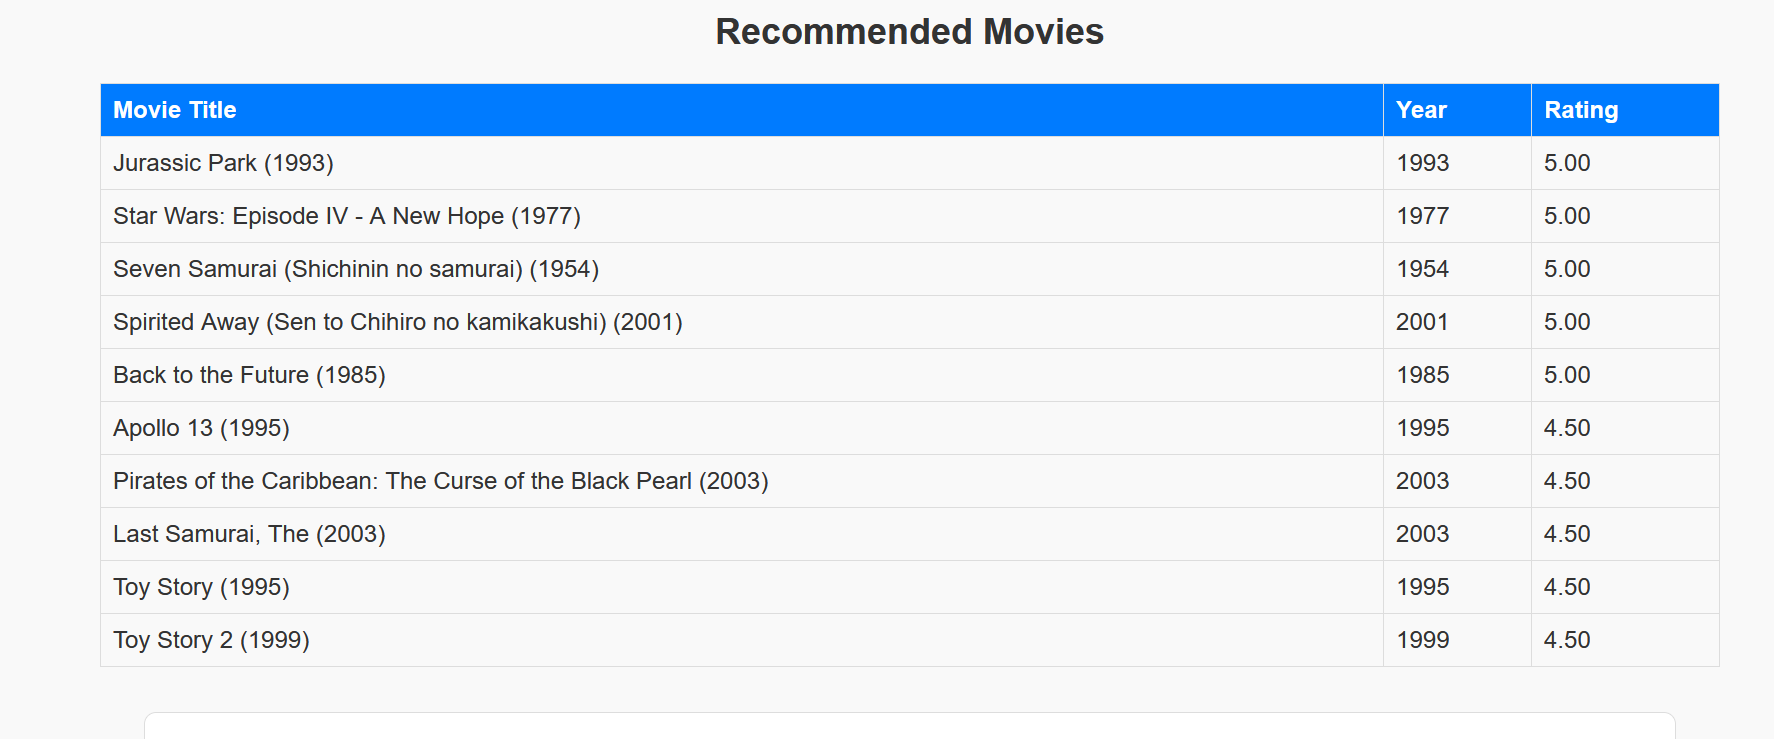 Recommended Movies
Movie Title Year Rating
Jurassic Park (1993) 1993 5.00
Star Wars: Episode IV - A New Hope (1977) 1977 5.00
Seven Samurai (Shichinin no samurai) (1954) 1954 5.00
Spirited Away (Sen to Chihiro no kamikakushi) (2001) 2001 5.00
Back to the Future (1985) 1985 5.00
Apollo 13 (1995) 1995 4.50
Pirates of the Caribbean: The Curse of the Black Pearl (2003) 2003 4.50
Last Samurai, The (2003) 2003 4.50
Toy Story (1995) 1995 4.50
Toy Story 2 (1999) 1999 4.50